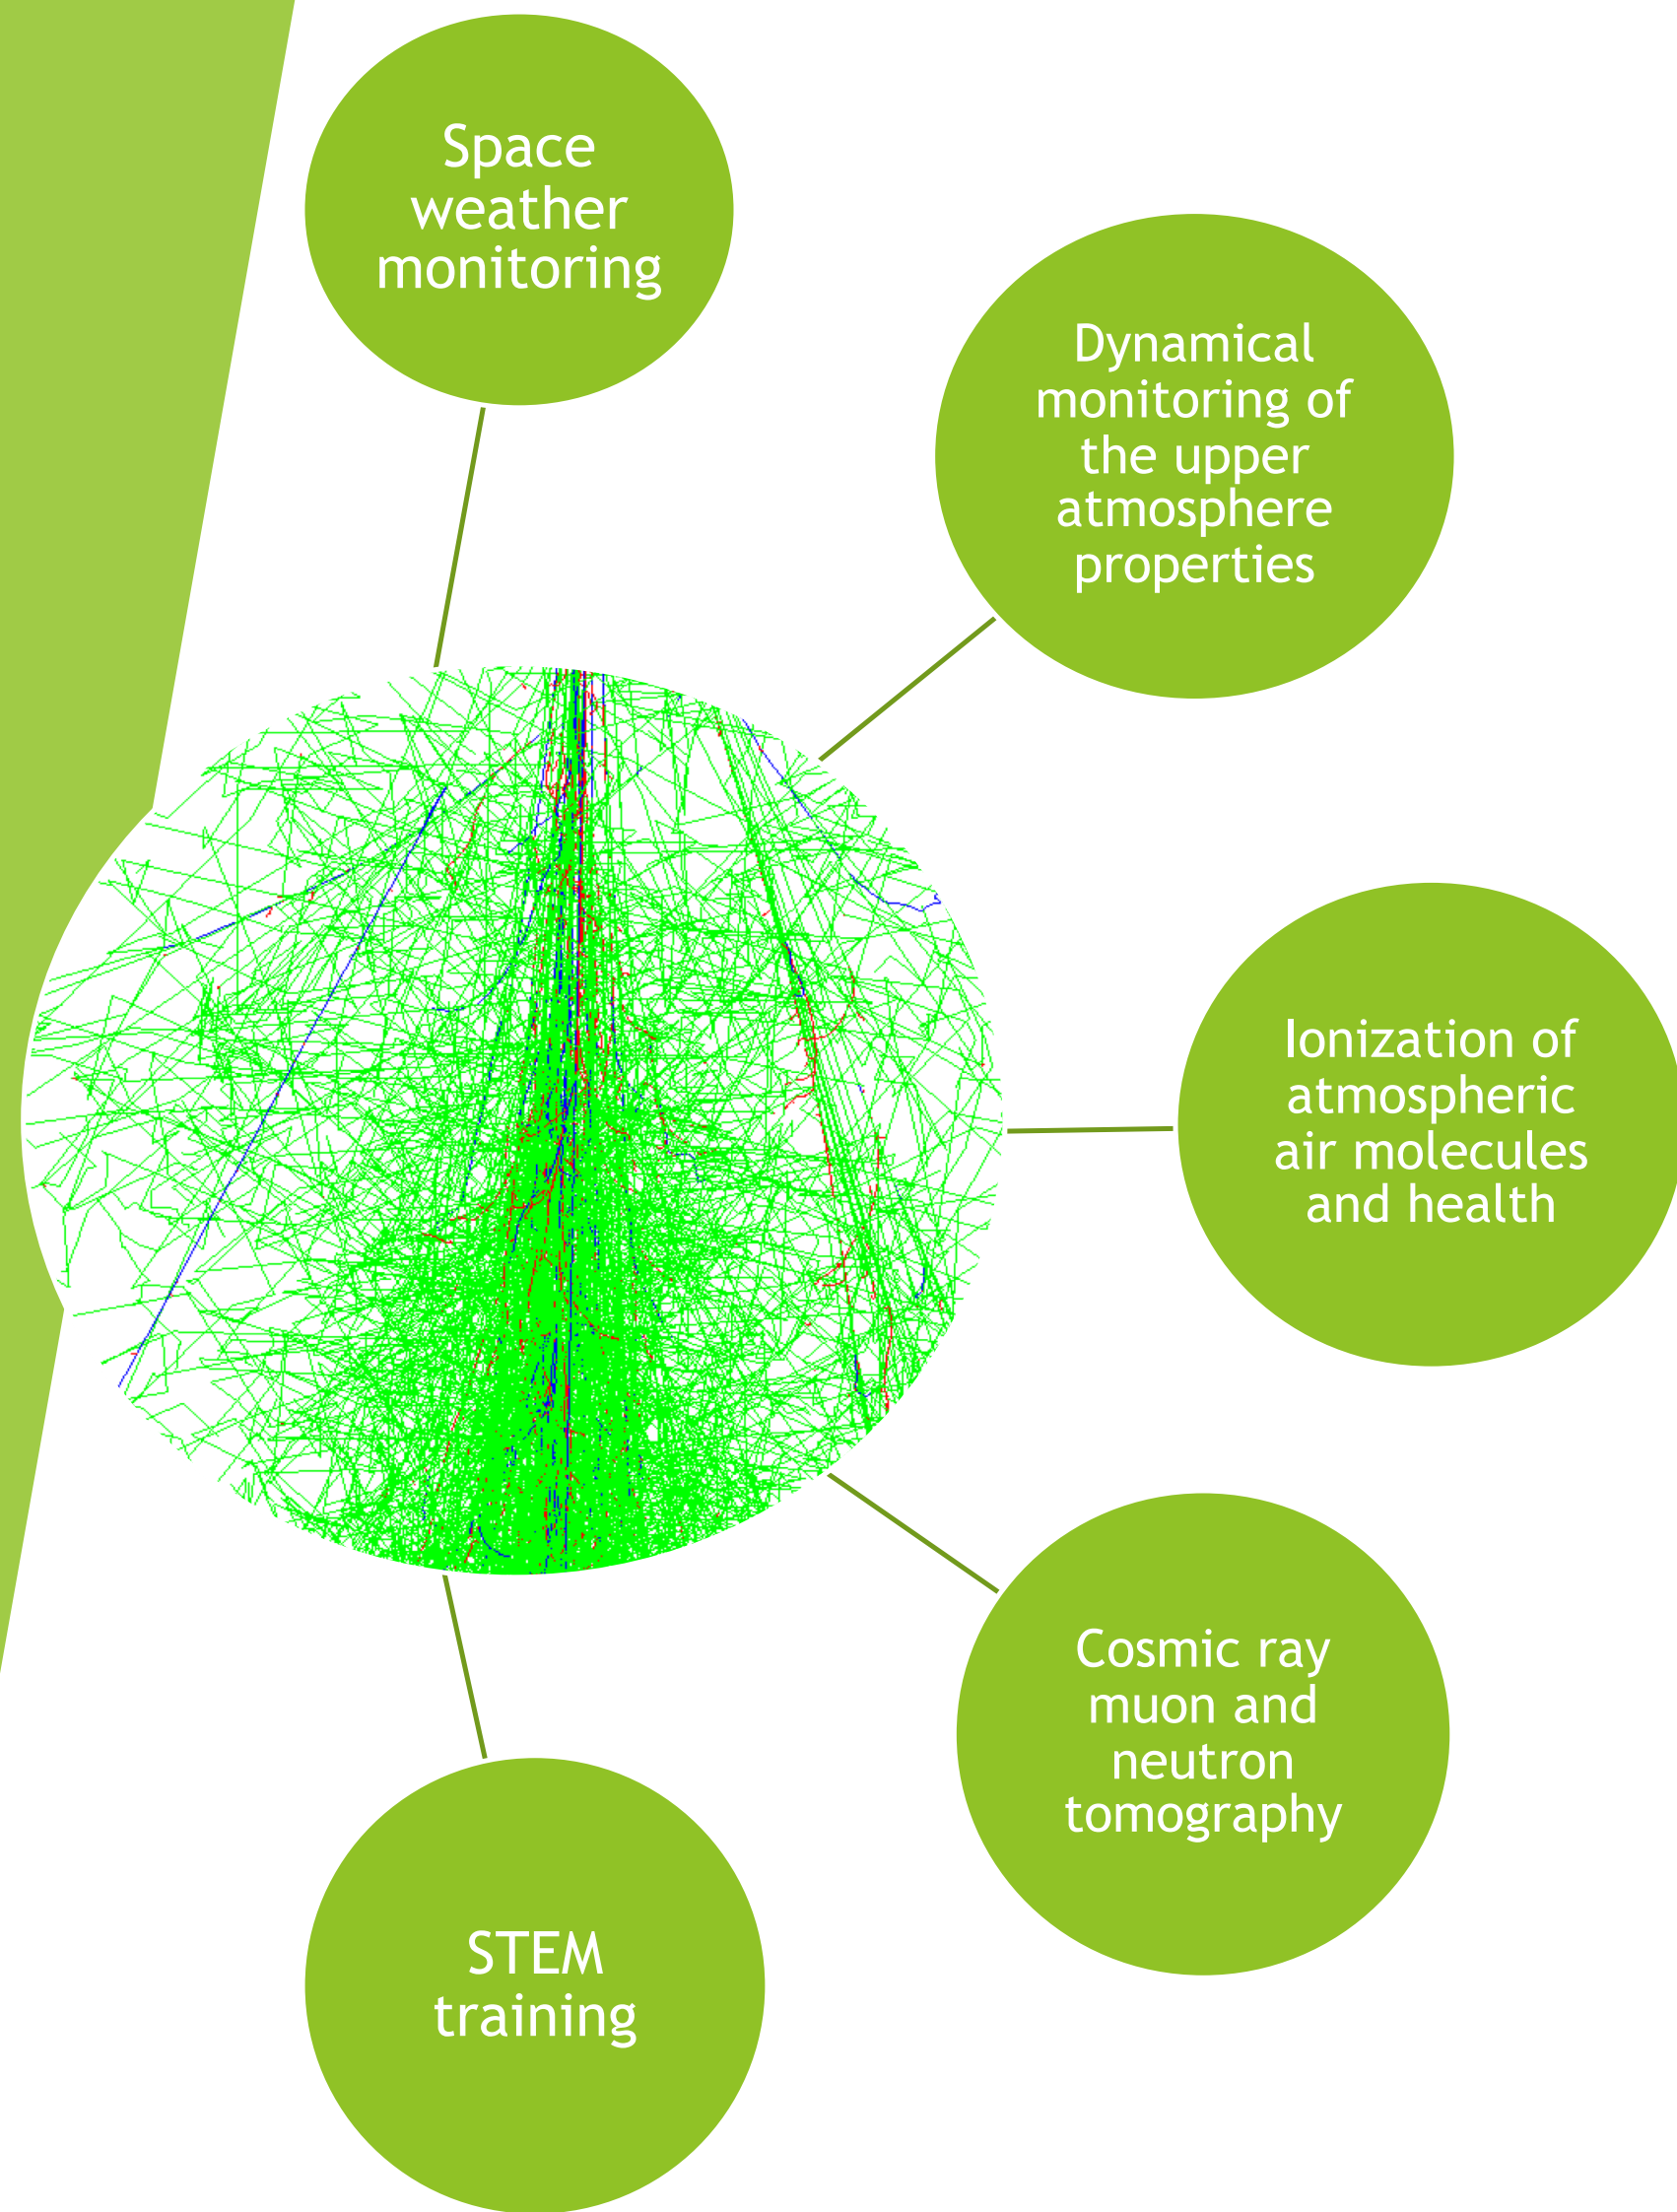 Space
weather
monitoring
Dynamical
monitoring of
the upper
atmosphere
properties
Ionization of
atmospheric
air molecules
and health
Cosmic ray
muon and
neutron
tomography
STEM
training